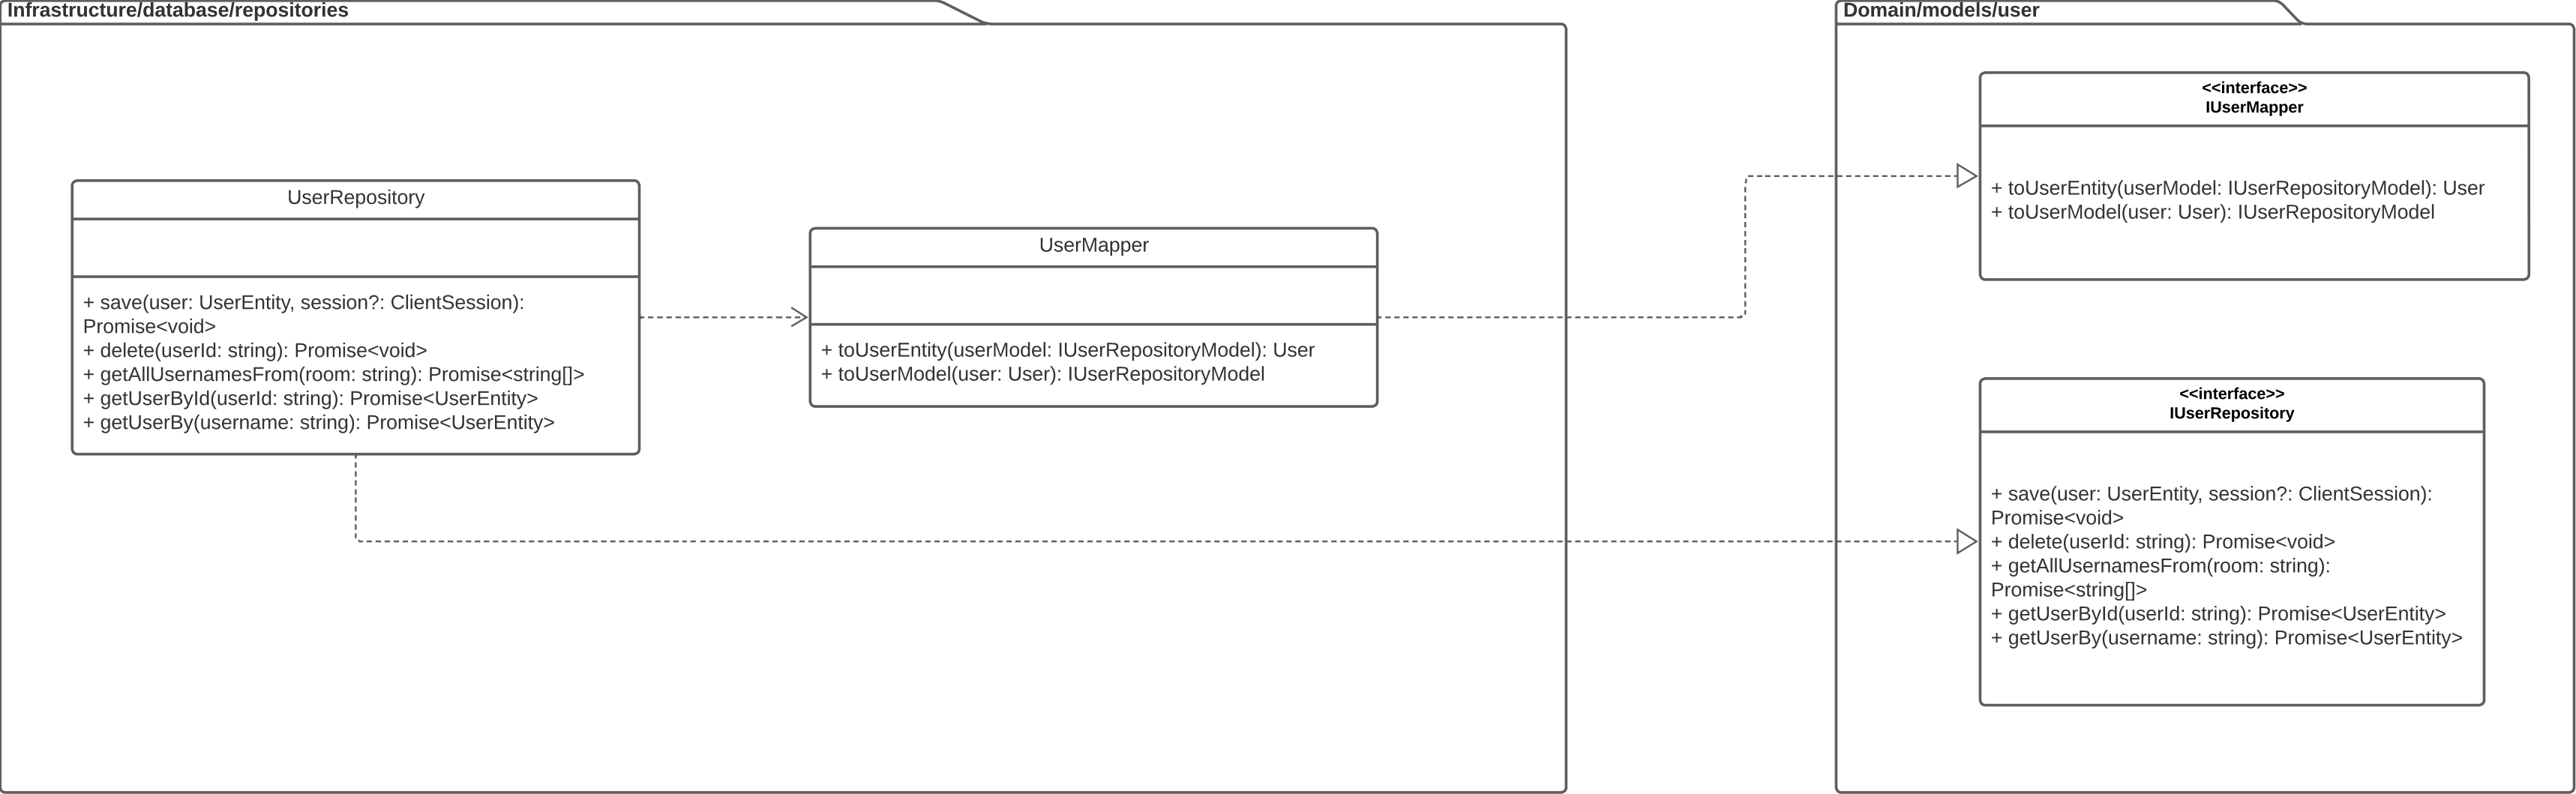 Infrastructure/database/repositories
UserRepository
+ save(user: UserEntity, session?: ClientSession):
Promise<void>
+ delete(userId: string): Promise<void>
+ getAllUsernamesFrom(room: string): Promise<string[]>
+ getUserById(userId: string): Promise<UserEntity>
+ getUserBy(username: string): Promise<UserEntity>
UserMapper
+ toUserEntity(userModel: IUserRepositoryModel): User
+ toUserModel(user: User): IUserRepositoryModel
Domain/models/user
<<interface>>
IUserMapper
+ toUserEntity(userModel: IUserRepositoryModel): User
+ toUserModel(user: User): IUserRepositoryModel
<<interface>>
IUserRepository
+ save(user: UserEntity, session?: ClientSession):
Promise<void>
+ delete(userId: string): Promise<void>
+ getAllUsernamesFrom(room: string):
Promise<string[]>
+ getUserById(userId: string): Promise<UserEntity>
+ getUserBy(username: string): Promise<UserEntity>